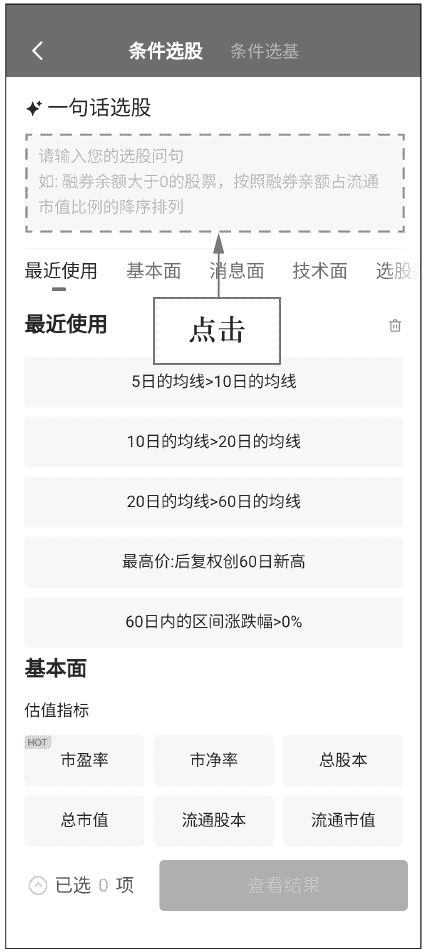 条件选股 条件选基
一句话选股
请输入您的选股问句
如: 融券余额大于0的股票，按照融券余额占流通
市值比例的降序排列
最近使用 基本面 消息面 技术面 选股
点击
最近使用
5日的均线>10日的均线
10日的均线>20日的均线
20日的均线>60日的均线
最高价:后复权创60日新高
60日内的区间涨跌幅>0%
基本面
估值指标
HOT
市盈率 市净率 总股本
总市值 流通股本 流通市值
已选 0 项 查看结果